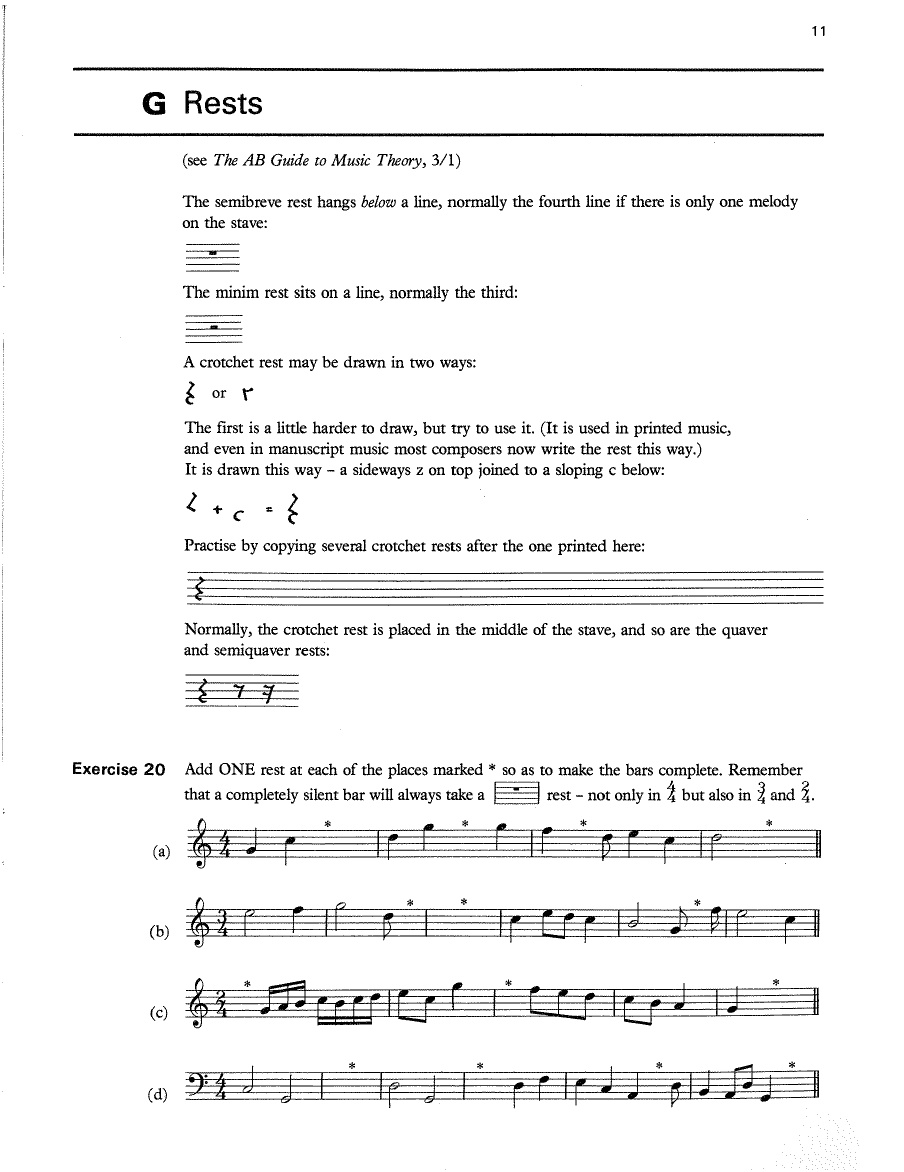 11
G Rests
(see The AB Guide to Music Theory, 3/1)
The semibreve rest hangs below a line, normally the fourth line if there is only one melody
on the stave:
The minim rest sits on a line, normally the third:
A crotchet rest may be drawn in two ways:
or
The first is a little harder to draw, but try to use it. (It is used in printed music,
and even in manuscript music most composers now write the rest this way.)
It is drawn this way – a sideways z on top joined to a sloping c below:
+ c =
Practise by copying several crotchet rests after the one printed here:
Normally, the crotchet rest is placed in the middle of the stave, and so are the quaver
and semiquaver rests:
Exercise 20 Add ONE rest at each of the places marked * so as to make the bars complete. Remember
that a completely silent bar will always take a rest – not only in 4/4 but also in 3/4 and 2/4.
(a) 4/4 * * * *
(b) 3/4 * * *
(c) 2/4 * * *
(d) 4/4 * * * *